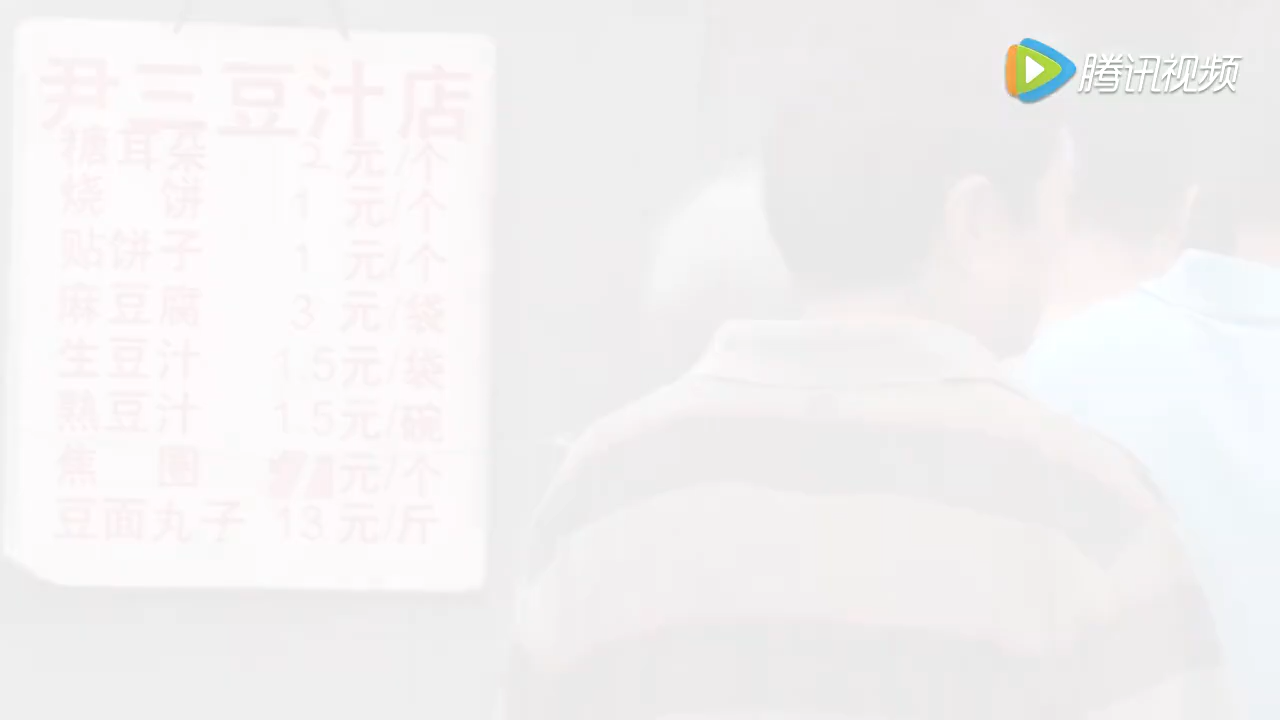 腾讯视频
尹三豆汁店
糖耳朵 2 元/个
烧饼 1 元/个
贴饼子 1 元/个
麻豆腐 3 元/袋
生豆汁 1.5元/袋
熟豆汁 1.5元/碗
焦圈 元/个
豆面丸子 13 元/斤